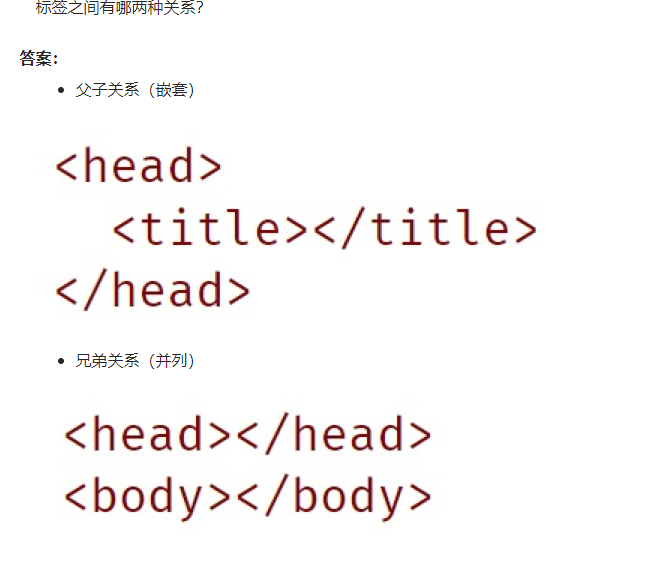 标签之间有哪两种关系？
答案：
• 父子关系（嵌套）
<head>
  <title></title>
</head>
• 兄弟关系（并列）
<head></head>
<body></body>